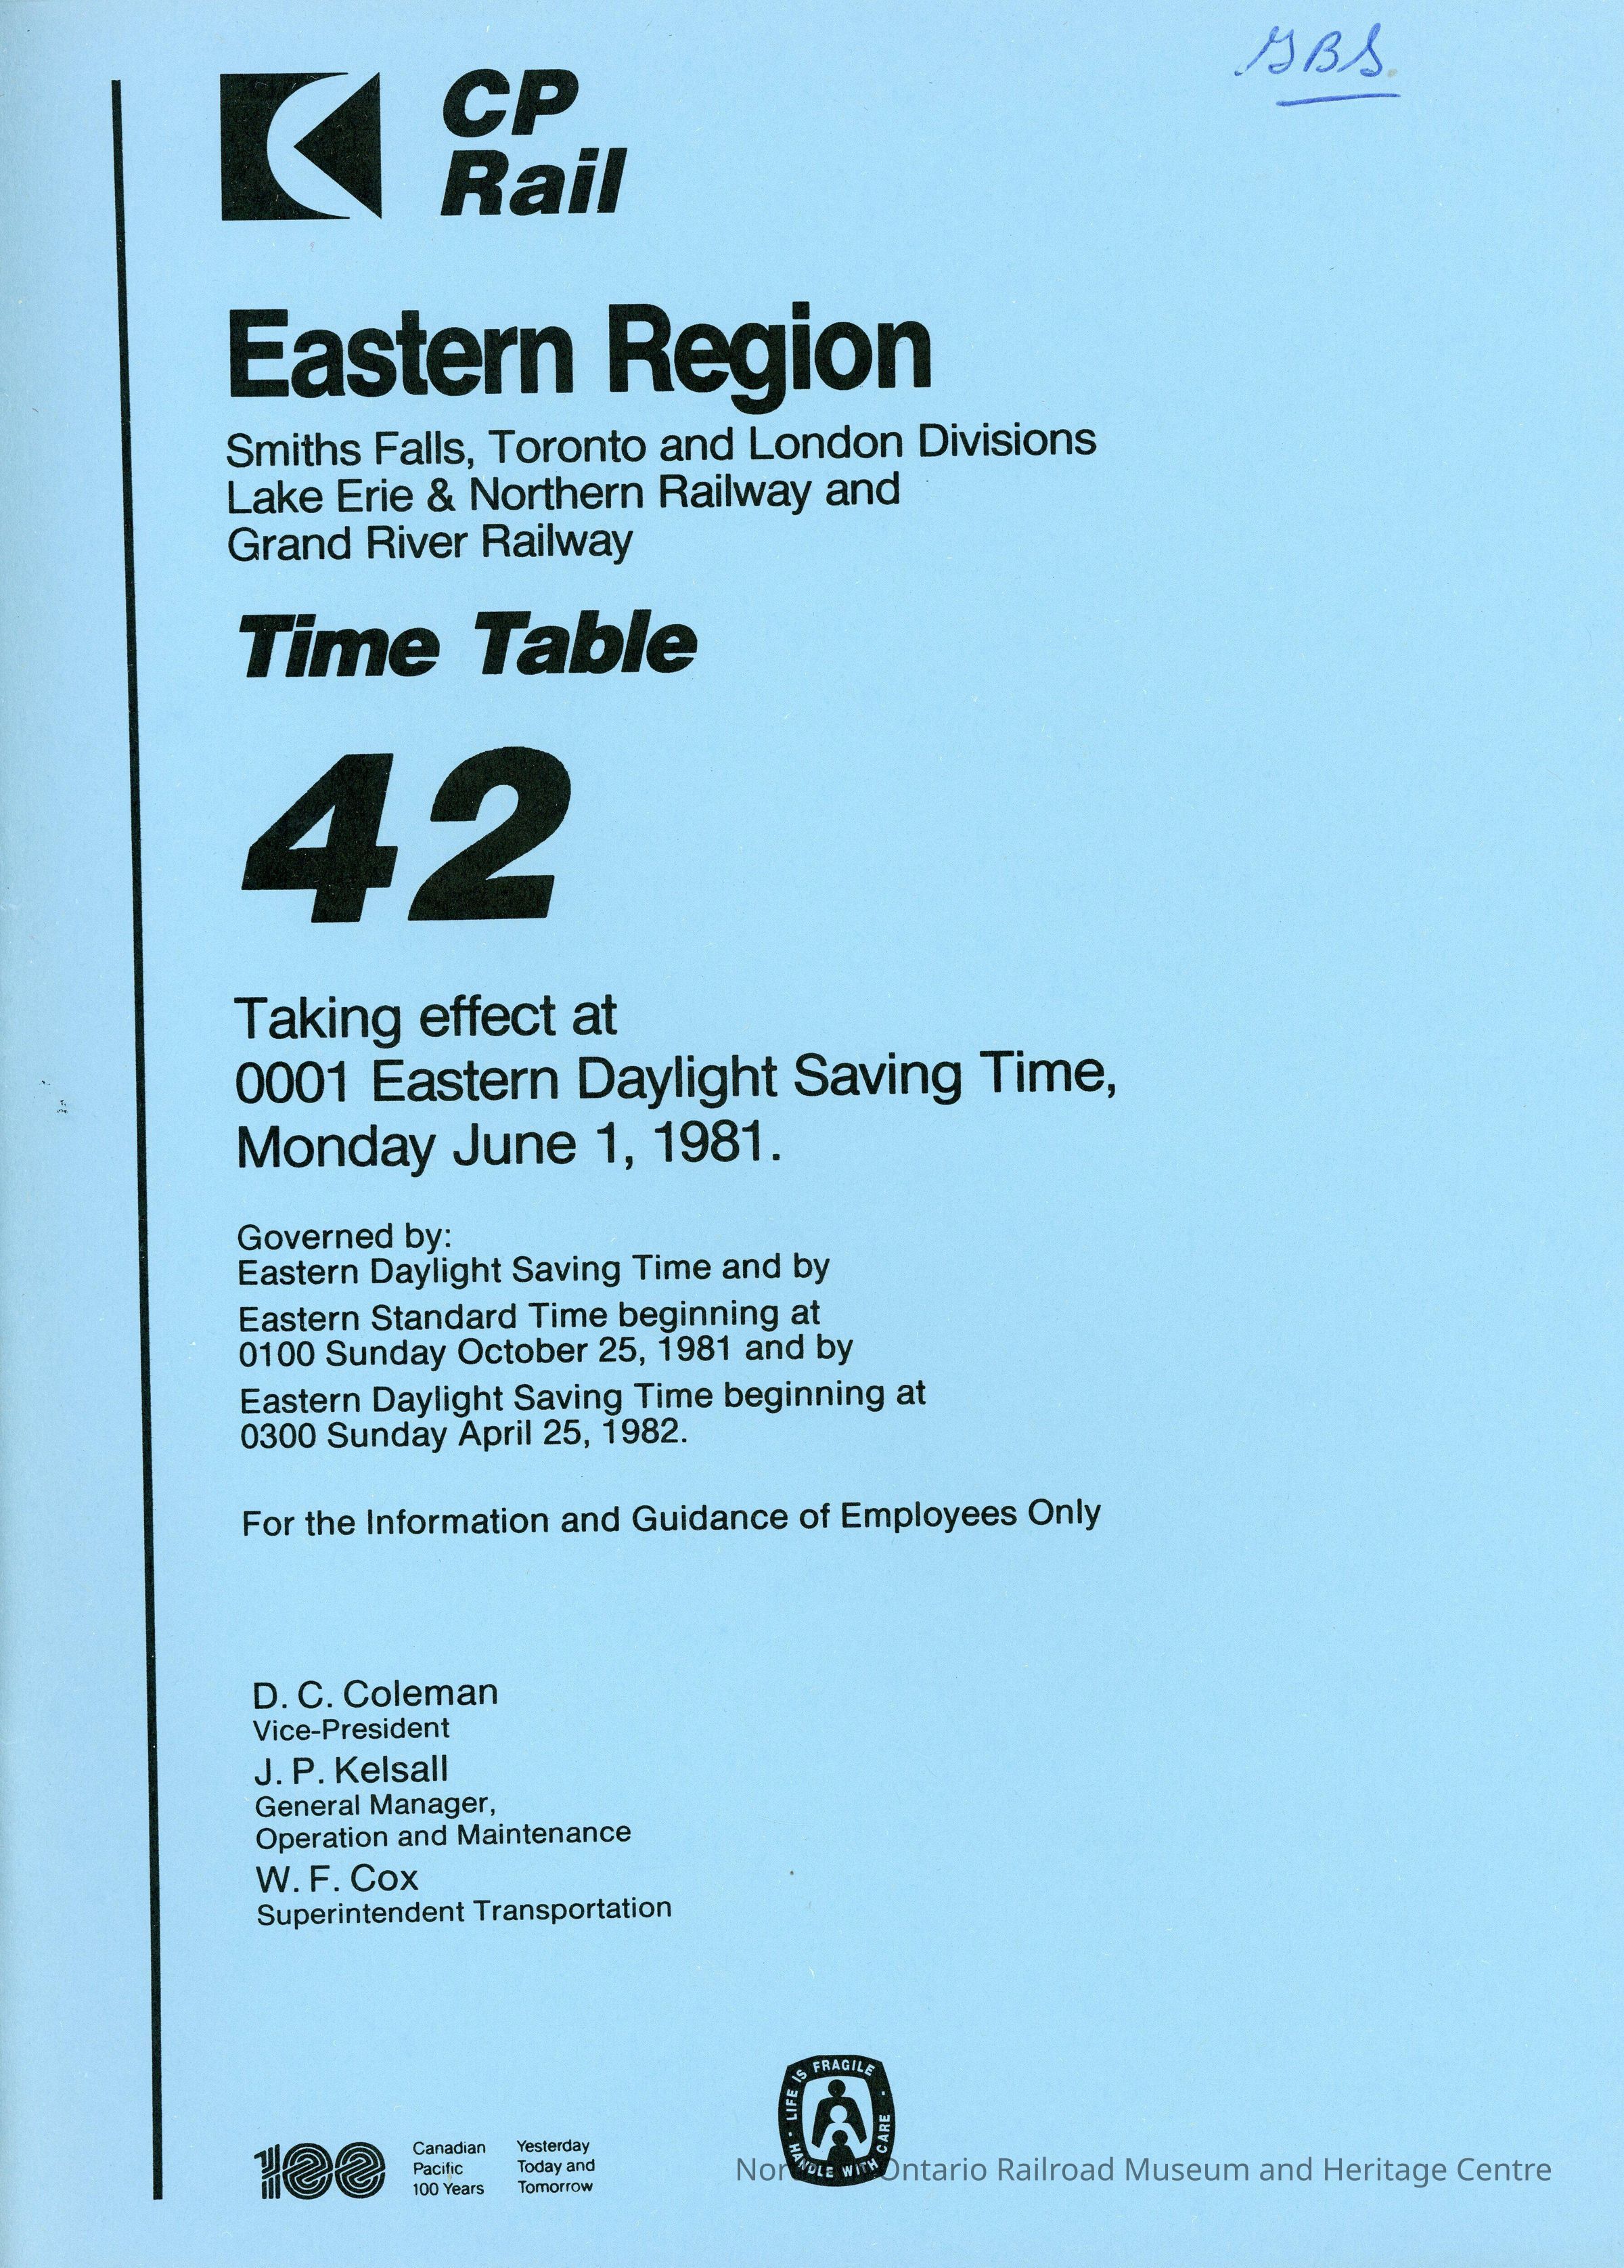 GBS.
CP
Rail
Eastern Region
Smiths Falls, Toronto and London Divisions
Lake Erie & Northern Railway and
Grand River Railway
Time Table
42
Taking effect at
0001 Eastern Daylight Saving Time,
Monday June 1, 1981.
Governed by:
Eastern Daylight Saving Time and by
Eastern Standard Time beginning at
0100 Sunday October 25, 1981 and by
Eastern Daylight Saving Time beginning at
0300 Sunday April 25, 1982.
For the Information and Guidance of Employees Only
D. C. Coleman
Vice-President
J. P. Kelsall
General Manager,
Operation and Maintenance
W. F. Cox
Superintendent Transportation
LIFE IS FRAGILE · HANDLE WITH CARE ·
100
Canadian
Pacific
100 Years
Yesterday
Today and
Tomorrow
Ontario Railroad Museum and Heritage Centre